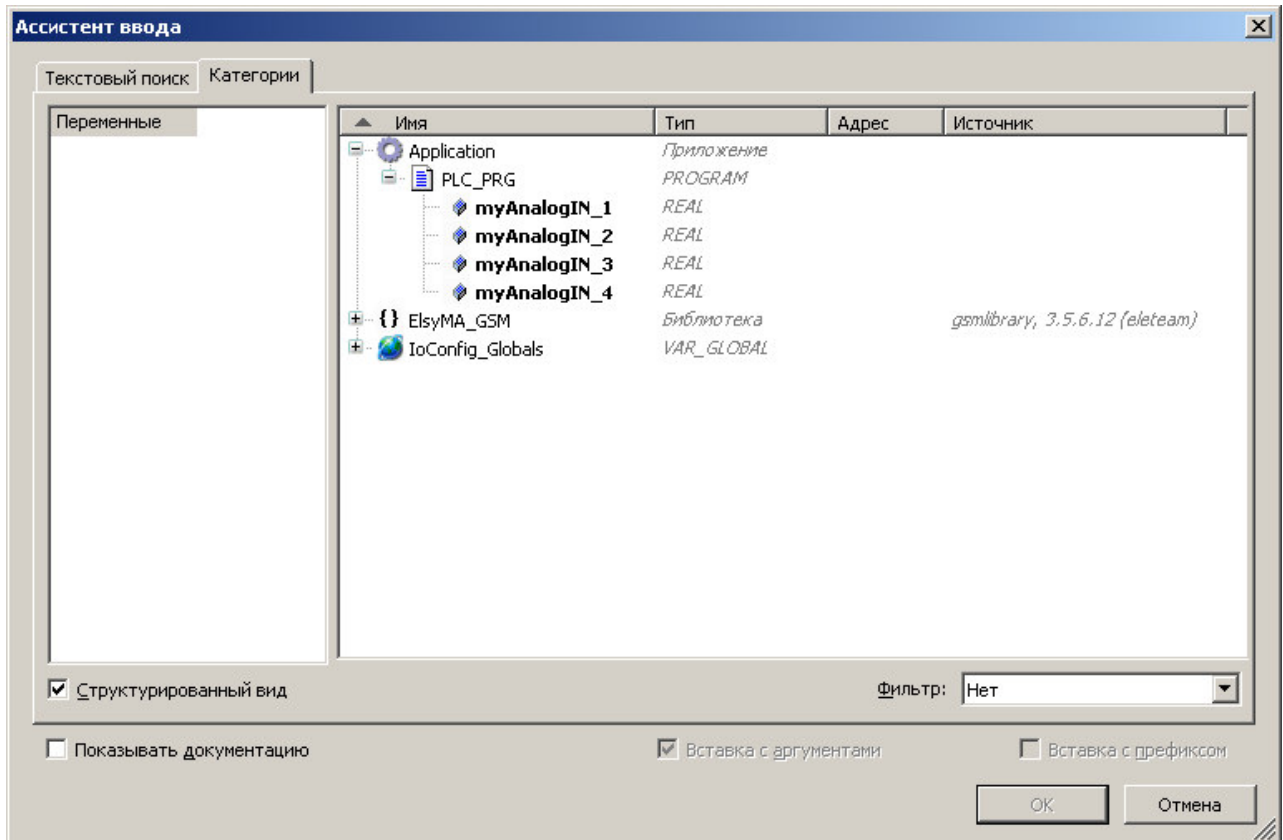 Ассистент ввода
Текстовый поиск Категории
Переменные
Имя Тип Адрес Источник
Application Приложение
PLC_PRG PROGRAM
myAnalogIN_1 REAL
myAnalogIN_2 REAL
myAnalogIN_3 REAL
myAnalogIN_4 REAL
{} ElsyMA_GSM Библиотека gsmlibrary, 3.5.6.12 (eleteam)
IoConfig_Globals VAR_GLOBAL
Структурированный вид Фильтр: Нет
Показывать документацию Вставка с аргументами Вставка с префиксом
OK Отмена